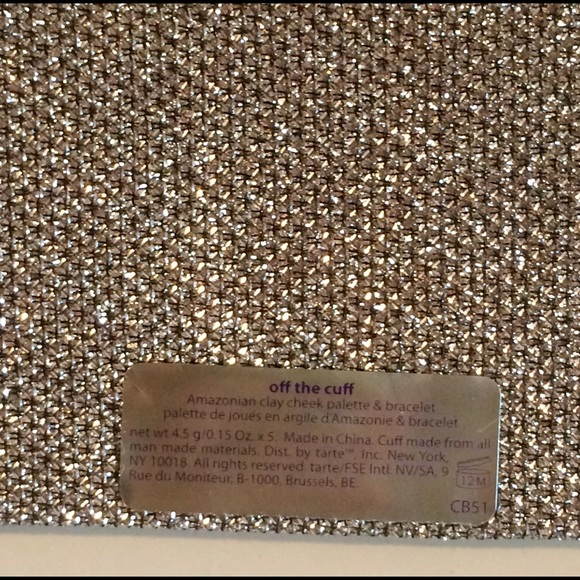 off the cuff
Amazonian clay cheek palette & bracelet
palette de joues en argile d'Amazonie & bracelet
net wt 4.5 g/0.15 Oz. x 5. Made in China. Cuff made from all
man made materials. Dist. by tarte™, Inc. New York,
NY 10018. All rights reserved. tarte/FSE Intl. NV/SA, 9
Rue du Moniteur, B-1000, Brussels, BE.
12M
CB51